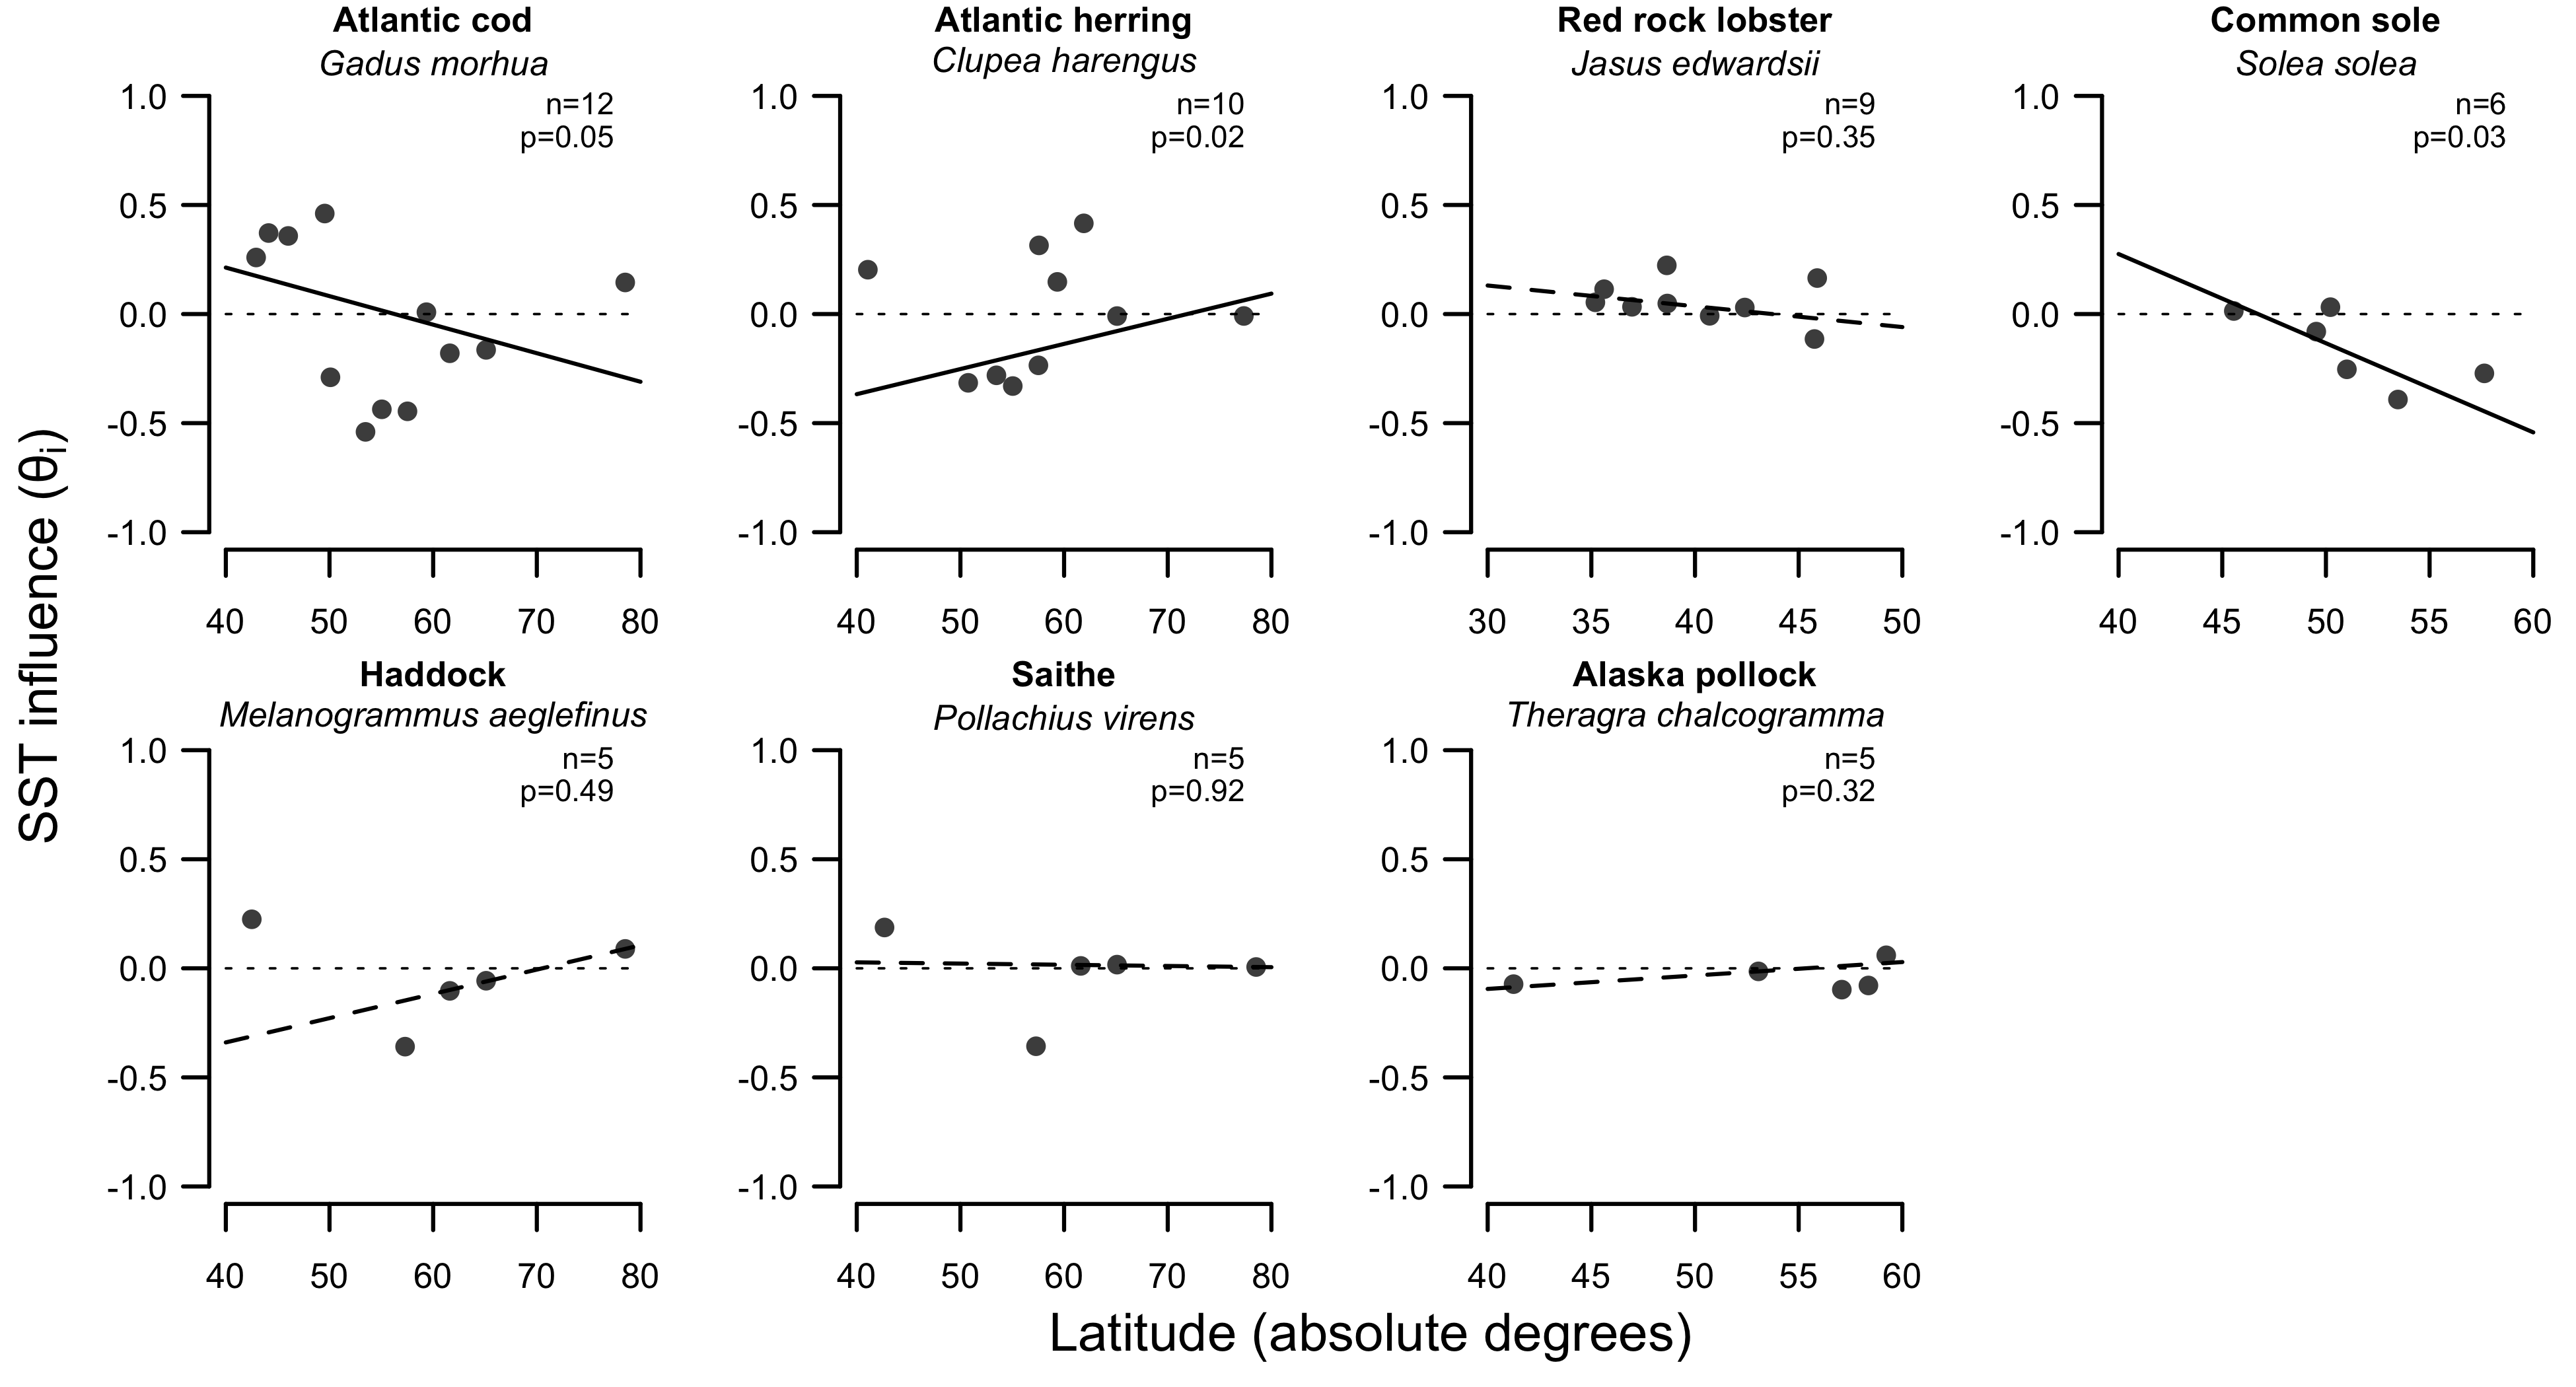 Atlantic cod
Gadus morhua
n=12
p=0.05
1.0
0.5
0.0
-0.5
-1.0
40 50 60 70 80
Atlantic herring
Clupea harengus
n=10
p=0.02
1.0
0.5
0.0
-0.5
-1.0
40 50 60 70 80
Red rock lobster
Jasus edwardsii
n=9
p=0.35
1.0
0.5
0.0
-0.5
-1.0
30 35 40 45 50
Common sole
Solea solea
n=6
p=0.03
1.0
0.5
0.0
-0.5
-1.0
40 45 50 55 60
Haddock
Melanogrammus aeglefinus
n=5
p=0.49
1.0
0.5
0.0
-0.5
-1.0
40 50 60 70 80
Saithe
Pollachius virens
n=5
p=0.92
1.0
0.5
0.0
-0.5
-1.0
40 50 60 70 80
Alaska pollock
Theragra chalcogramma
n=5
p=0.32
1.0
0.5
0.0
-0.5
-1.0
40 45 50 55 60
SST influence (θi)
Latitude (absolute degrees)